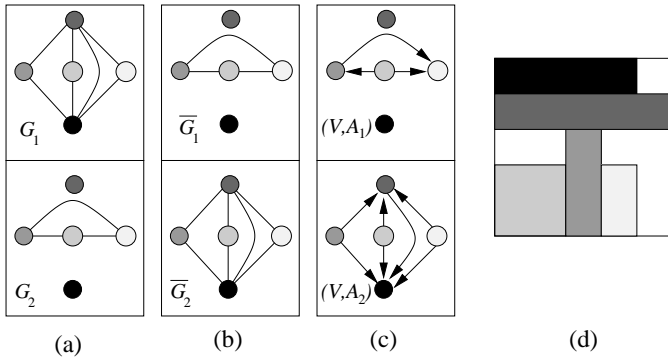 G₁
G̅₁
(V,A₁)
G₂
G̅₂
(V,A₂)
(a)
(b)
(c)
(d)